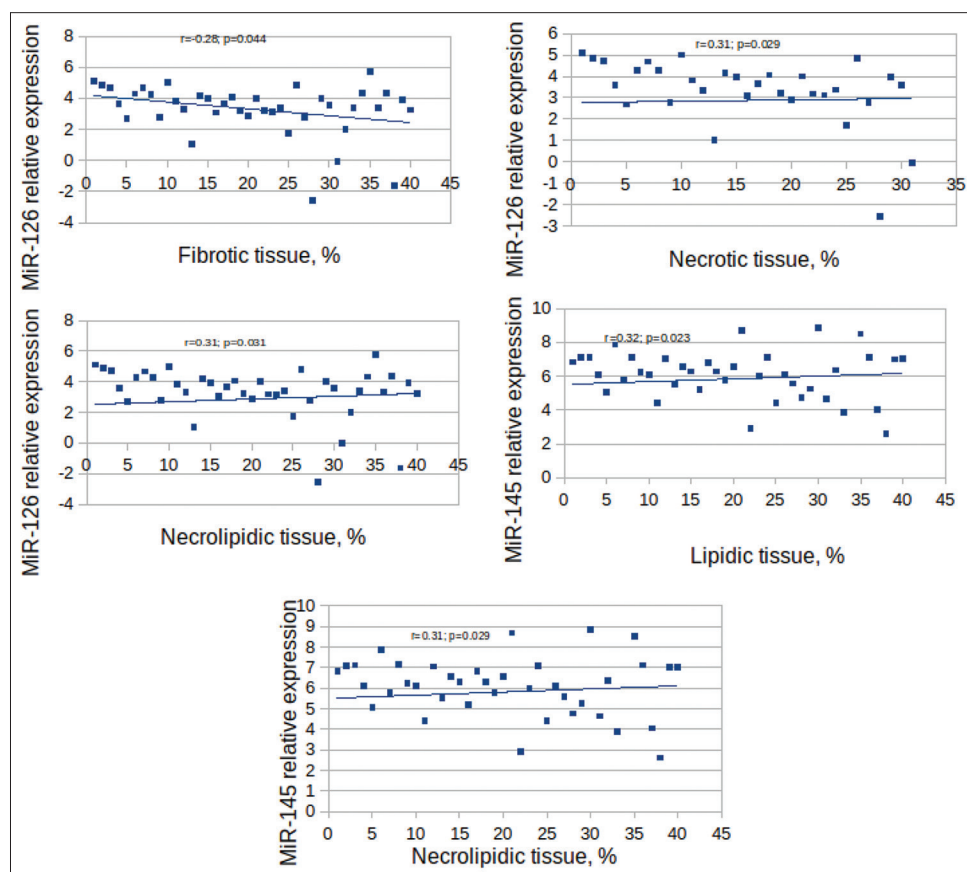 8
6
4
2
0
-2
-4
0 5 10 15 20 25 30 35 40 45
MiR-126 relative expression
r=-0.28; p=0.044
Fibrotic tissue, %
6
5
4
3
2
1
0
-1
-2
-3
0 5 10 15 20 25 30 35
MiR-126 relative expression
r=0.31; p=0.029
Necrotic tissue, %
8
6
4
2
0
-2
-4
0 5 10 15 20 25 30 35 40 45
MiR-126 relative expression
r=0.31; p=0.031
Necrolipidic tissue, %
10
8
6
4
2
0
0 5 10 15 20 25 30 35 40 45
MiR-145 relative expression
r=0.32; p=0.023
Lipidic tissue, %
10
9
8
7
6
5
4
3
2
1
0
0 5 10 15 20 25 30 35 40 45
MiR-145 relative expression
r=0.31; p=0.029
Necrolipidic tissue, %